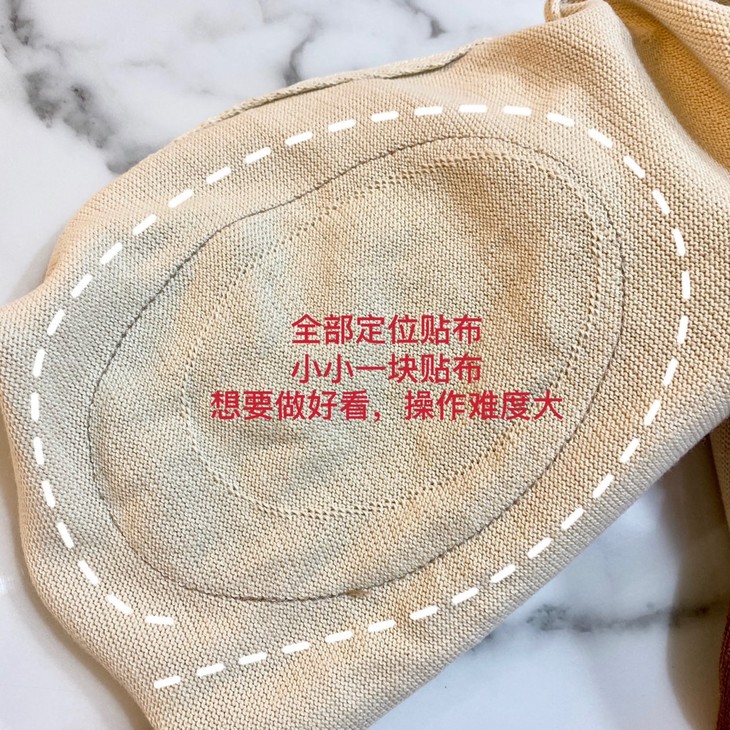 全部定位贴布
小小一块贴布
想要做好看，操作难度大